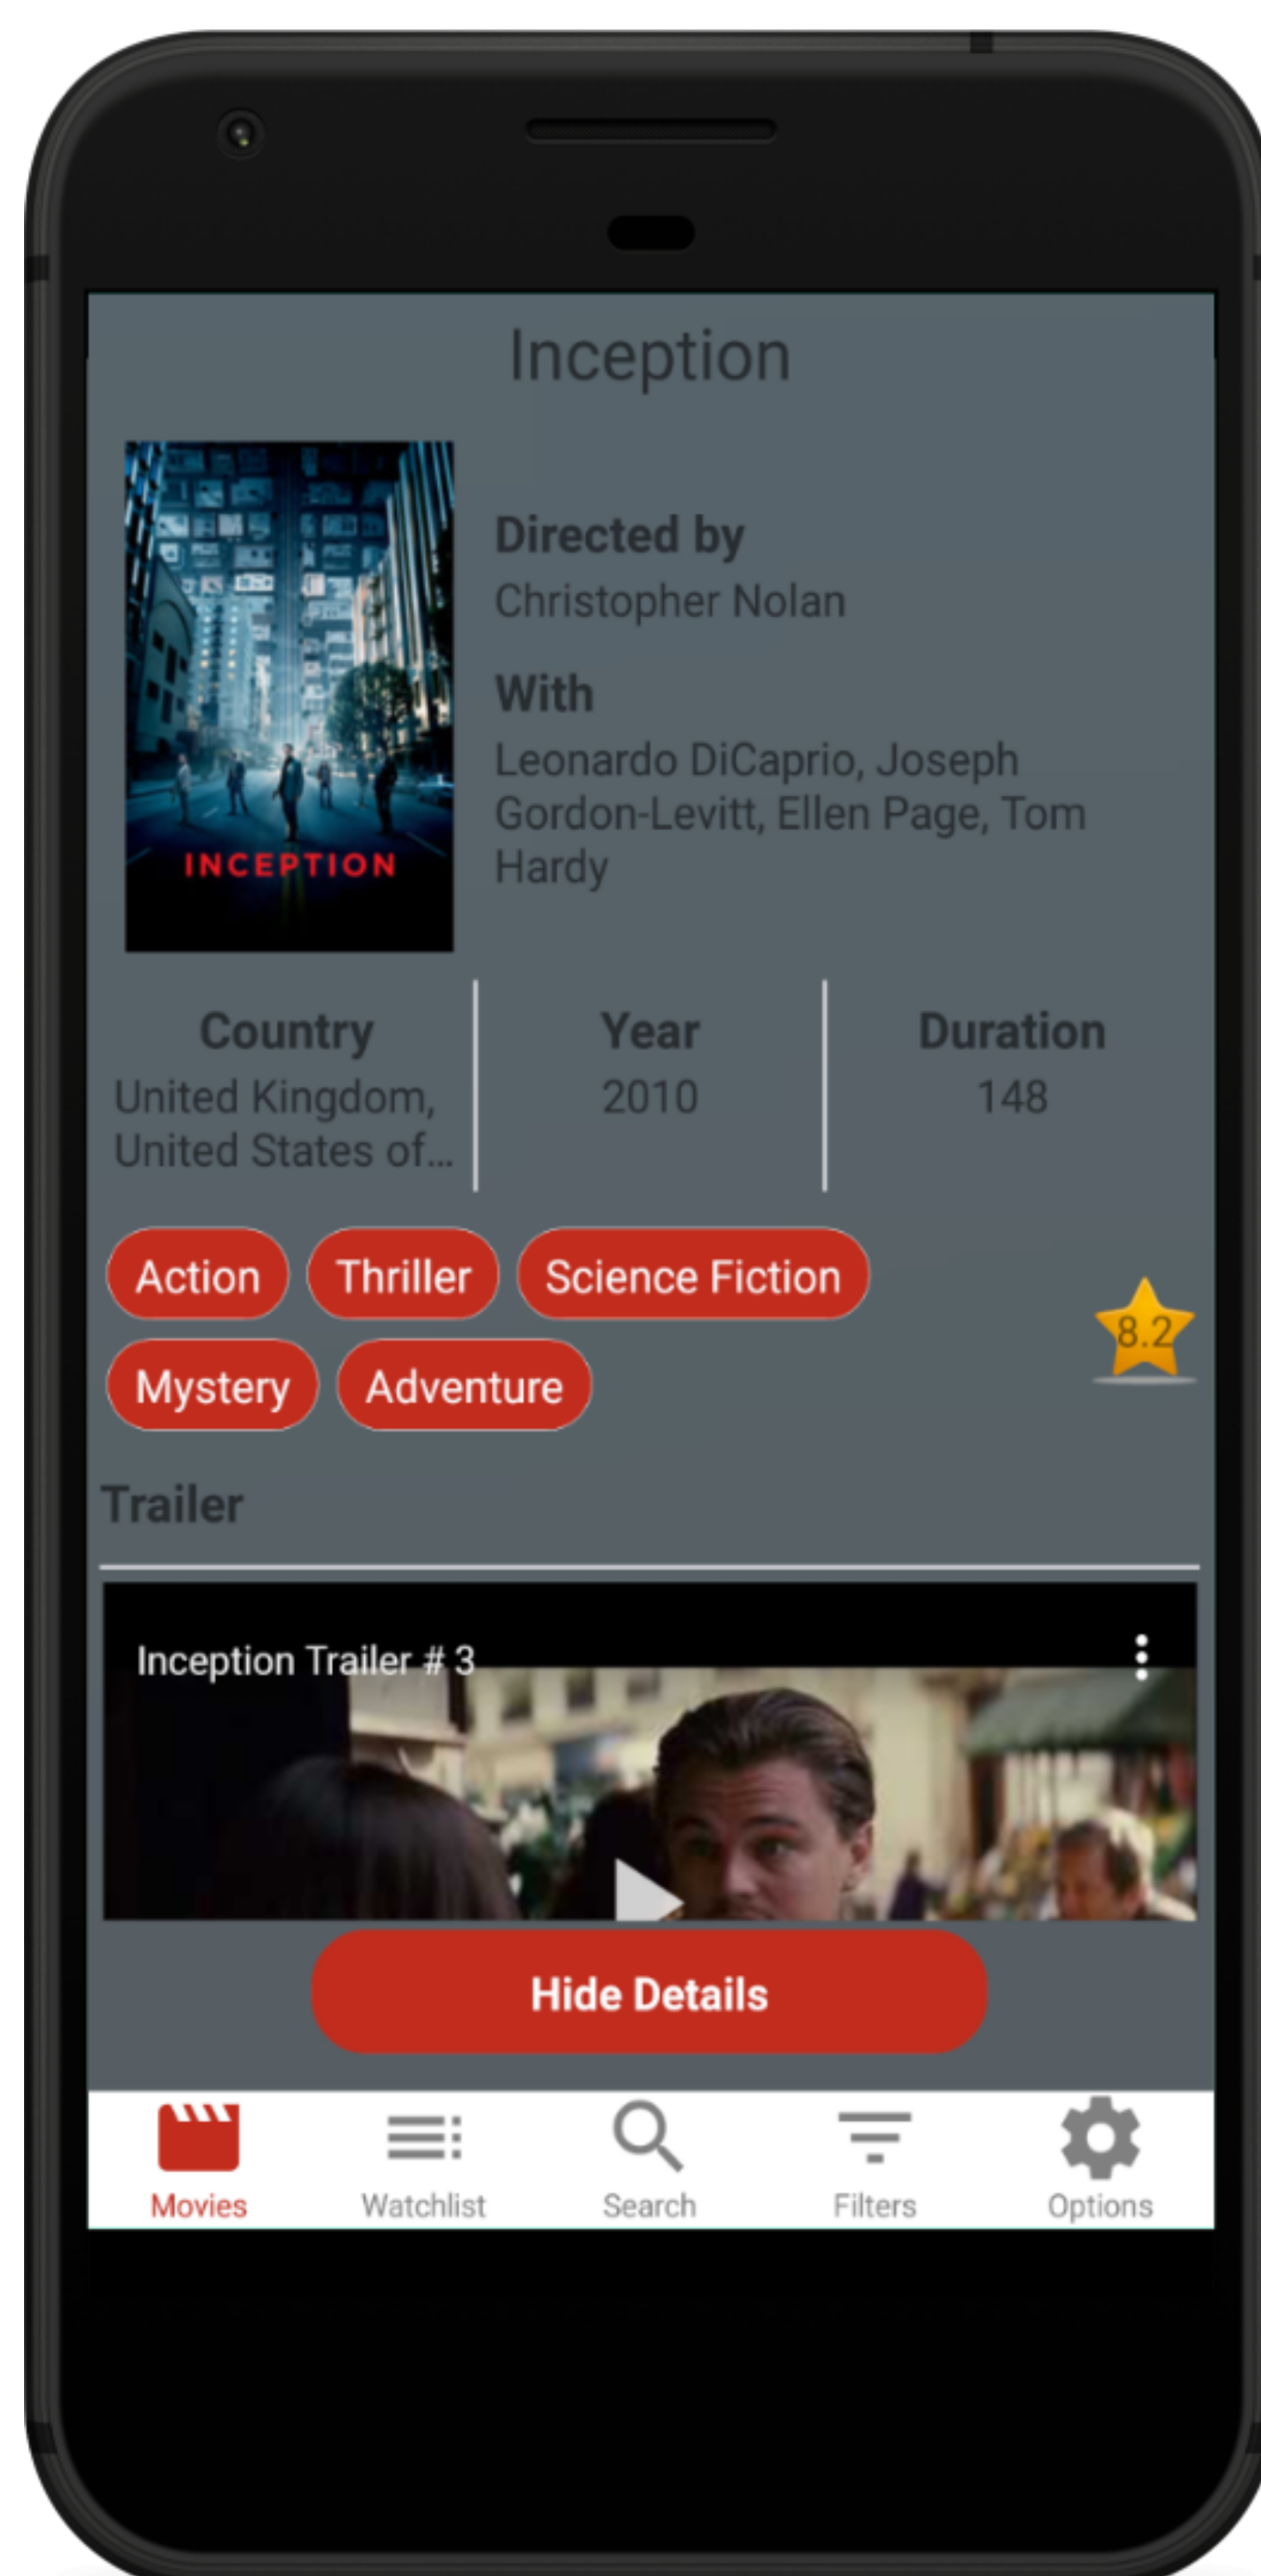 Inception
INCEPTION
Directed by
Christopher Nolan
With
Leonardo DiCaprio, Joseph
Gordon-Levitt, Ellen Page, Tom
Hardy
Country
United Kingdom,
United States of...
Year
2010
Duration
148
Action Thriller Science Fiction
Mystery Adventure
8.2
Trailer
Inception Trailer # 3
Hide Details
Movies Watchlist Search Filters Options